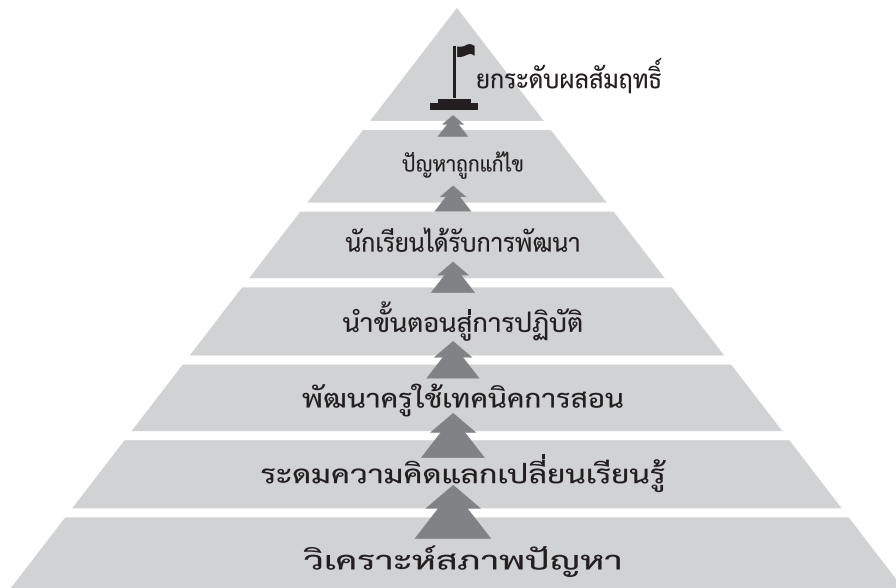 ยกระดับผลสัมฤทธิ์
ปัญหาถูกแก้ไข
นักเรียนได้รับการพัฒนา
นำขั้นตอนสู่การปฏิบัติ
พัฒนาครูใช้เทคนิคการสอน
ระดมความคิดแลกเปลี่ยนเรียนรู้
วิเคราะห์สภาพปัญหา